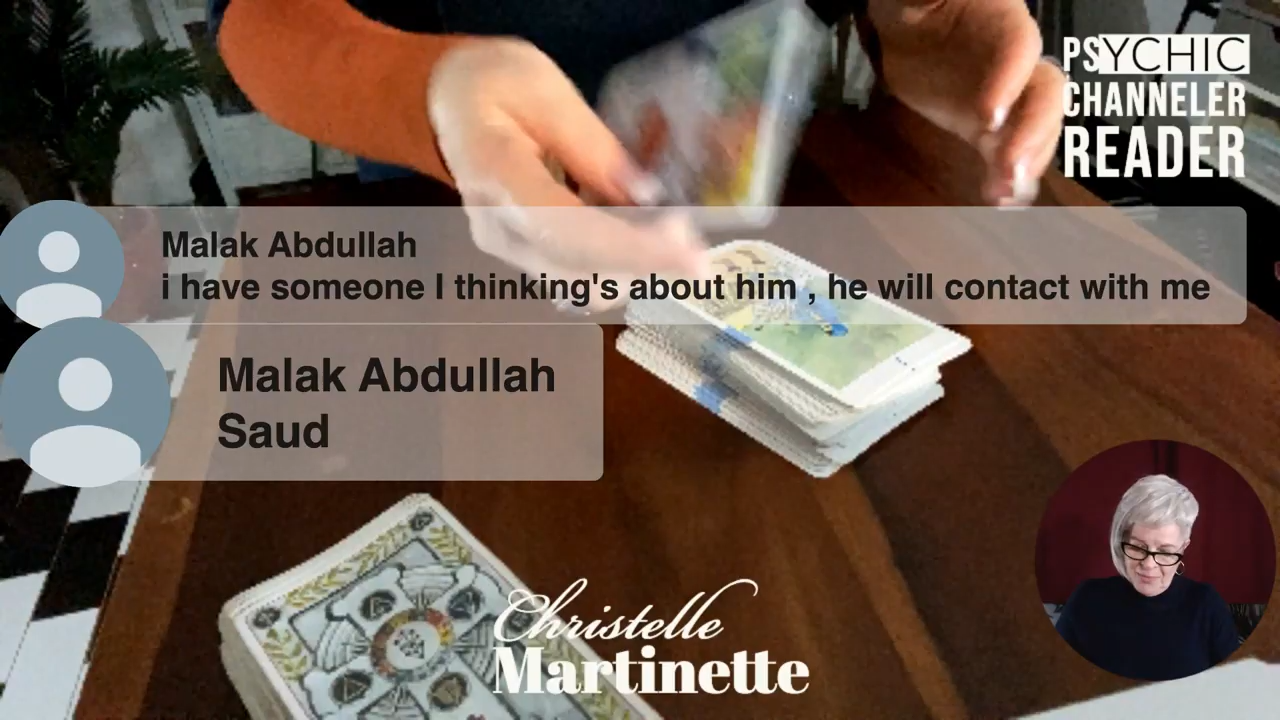 PSYCHIC
CHANNELER
READER
Malak Abdullah
i have someone I thinking's about him , he will contact with me
Malak Abdullah
Saud
Christelle
Martinette